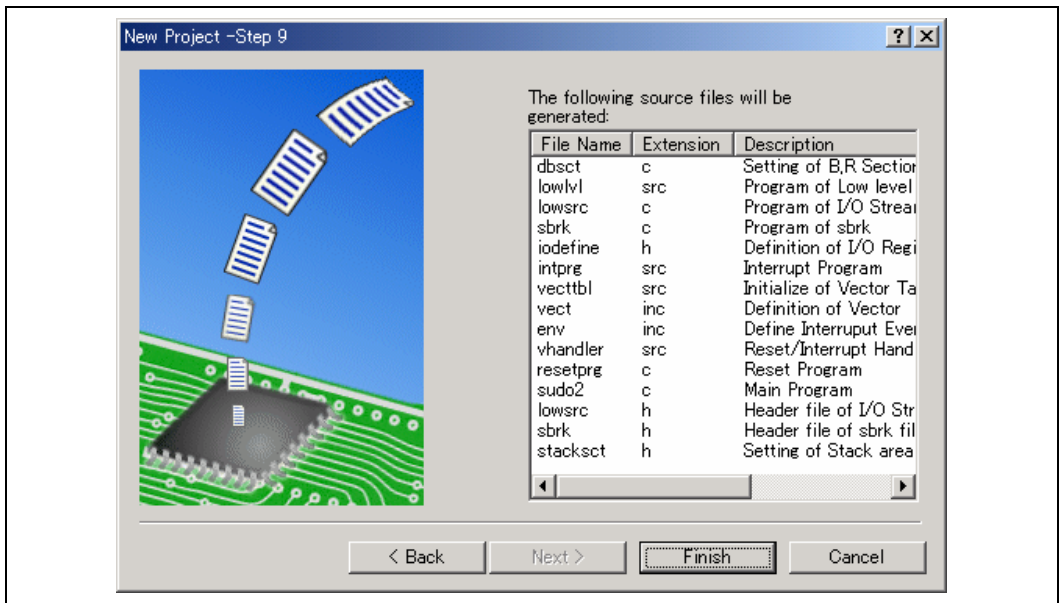 New Project -Step 9
The following source files will be
generated:
File Name Extension Description
dbsct c Setting of B,R Section
lowlvl src Program of Low level
lowsrc c Program of I/O Strea
sbrk c Program of sbrk
iodefine h Definition of I/O Regi
intprg src Interrupt Program
vecttbl src Initialize of Vector Ta
vect inc Definition of Vector
env inc Define Interruput Eve
vhandler src Reset/Interrupt Hand
resetprg c Reset Program
sudo2 c Main Program
lowsrc h Header file of I/O Str
sbrk h Header file of sbrk fil
stacksct h Setting of Stack area
< Back Next > Finish Cancel